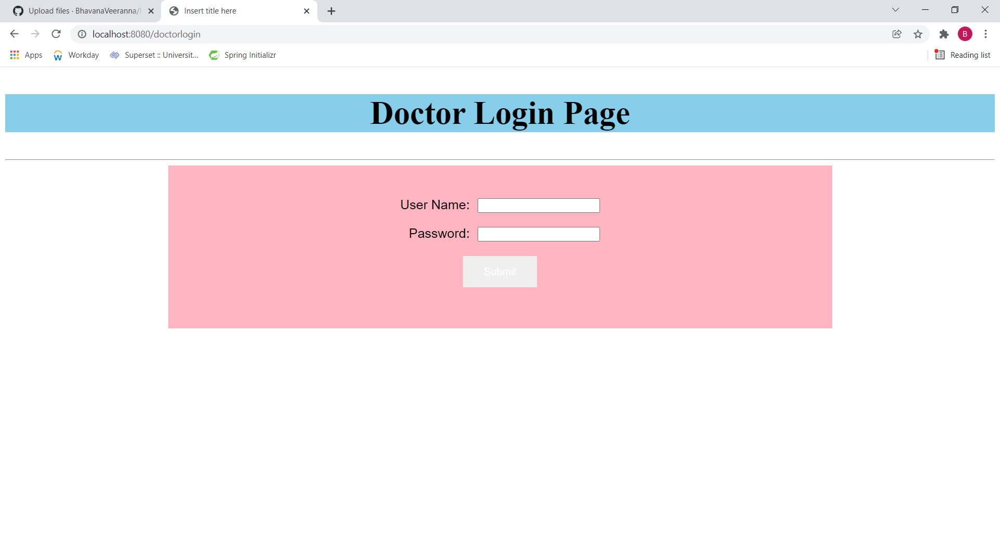 Upload files · BhavanaVeeranna/
Insert title here
localhost:8080/doctorlogin
B
Apps
Workday
Superset :: Universit...
Spring Initializr
Reading list
Doctor Login Page
User Name:
Password:
Submit